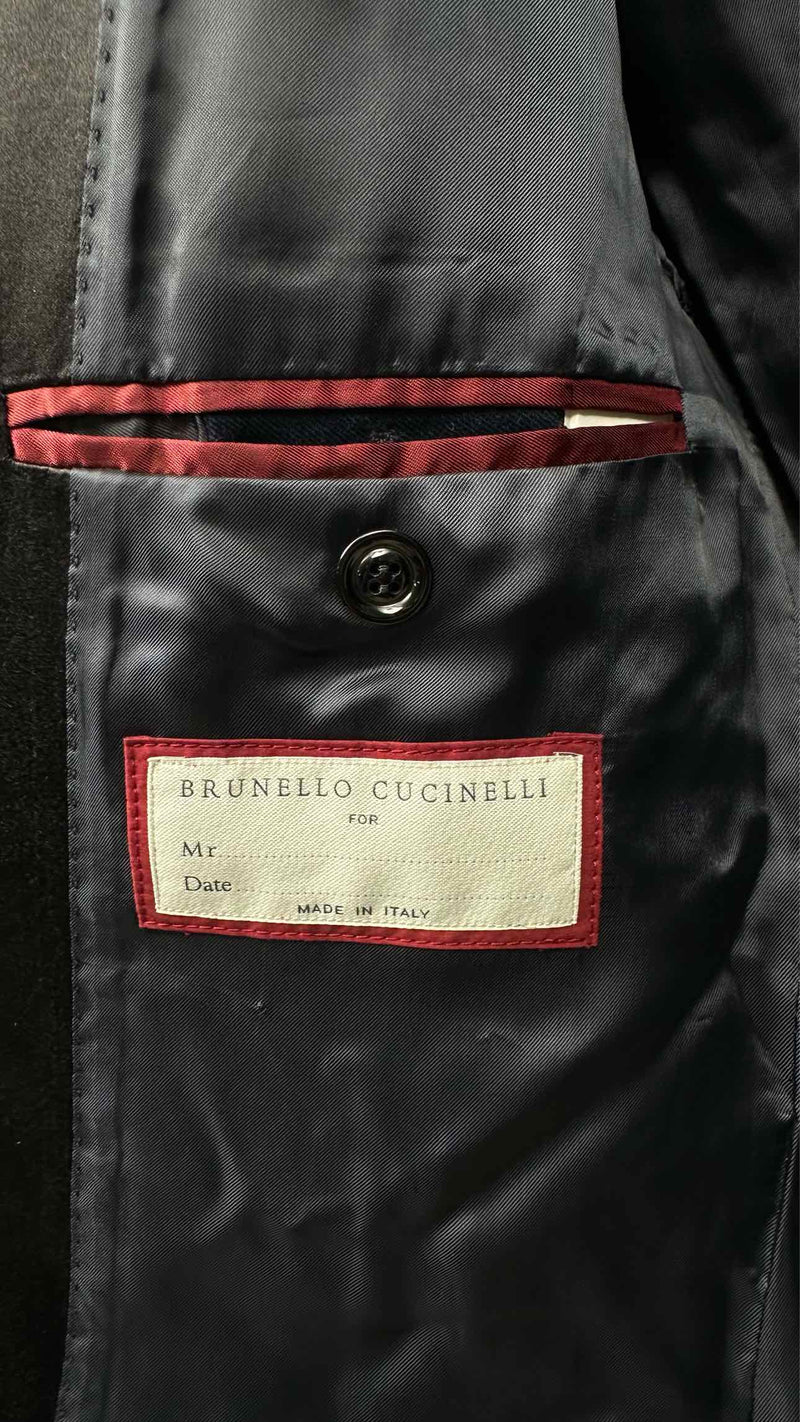 BRUNELLO CUCINELLI
FOR
Mr
Date
MADE IN ITALY